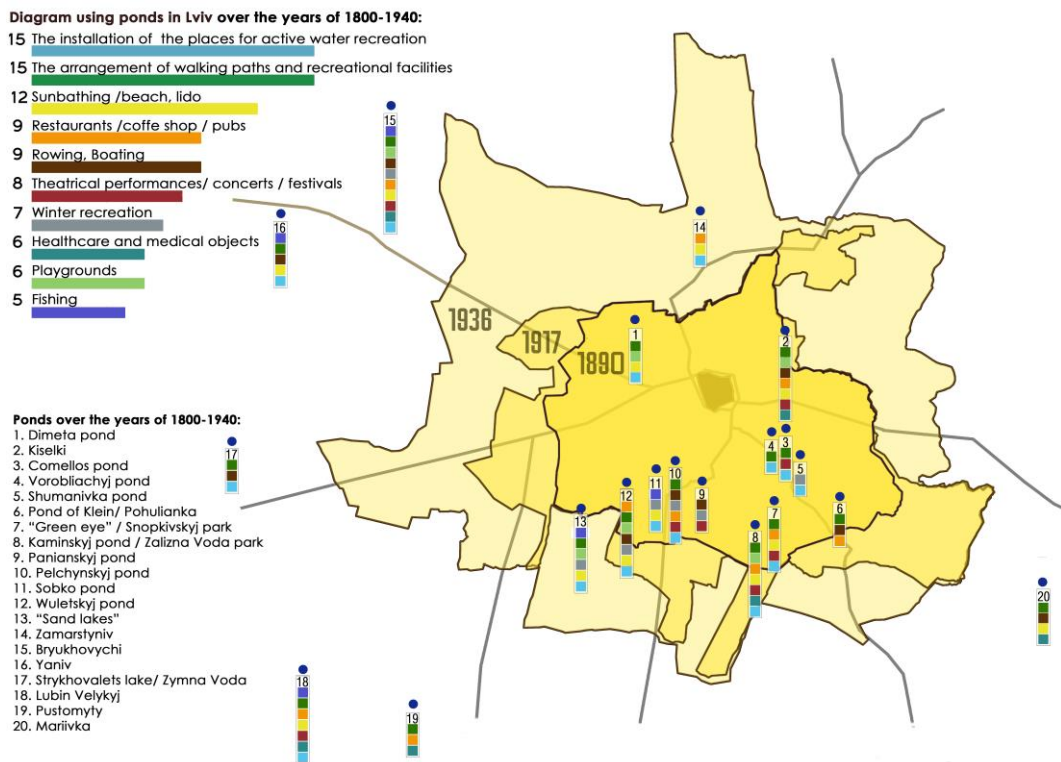 Diagram using ponds in Lviv over the years of 1800-1940:
15 The installation of the places for active water recreation
15 The arrangement of walking paths and recreational facilities
12 Sunbathing /beach, lido
9 Restaurants /coffe shop / pubs
9 Rowing, Boating
8 Theatrical performances/ concerts / festivals
7 Winter recreation
6 Healthcare and medical objects
6 Playgrounds
5 Fishing
15
16
14
1936
1917
1890
1
2
Ponds over the years of 1800-1940:
1. Dimeta pond
2. Kiselki
3. Comellos pond
4. Vorobliachyj pond
5. Shumanivka pond
6. Pond of Klein/ Pohulianka
7. “Green eye” / Snopkivskyj park
8. Kaminskyj pond / Zalizna Voda park
9. Panianskyj pond
10. Pelchynskyj pond
11. Sobko pond
12. Wuletskyj pond
13. “Sand lakes”
14. Zamarstyniv
15. Bryukhovychi
16. Yaniv
17. Strykhovalets lake/ Zymna Voda
18. Lubin Velykyj
19. Pustomyty
20. Mariivka
17
4
3
5
10
11
12
9
13
7
6
8
20
18
19